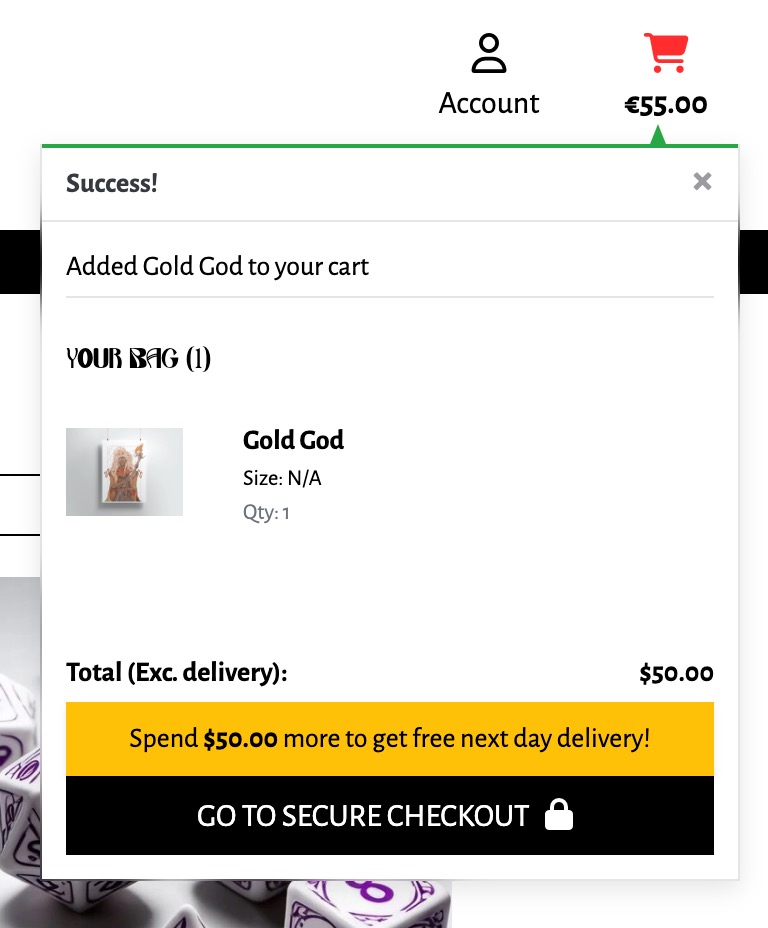 Account
€55.00
Success!
×
Added Gold God to your cart
YOUR BAG (1)
Gold God
Size: N/A
Qty: 1
Total (Exc. delivery): $50.00
Spend $50.00 more to get free next day delivery!
GO TO SECURE CHECKOUT
8